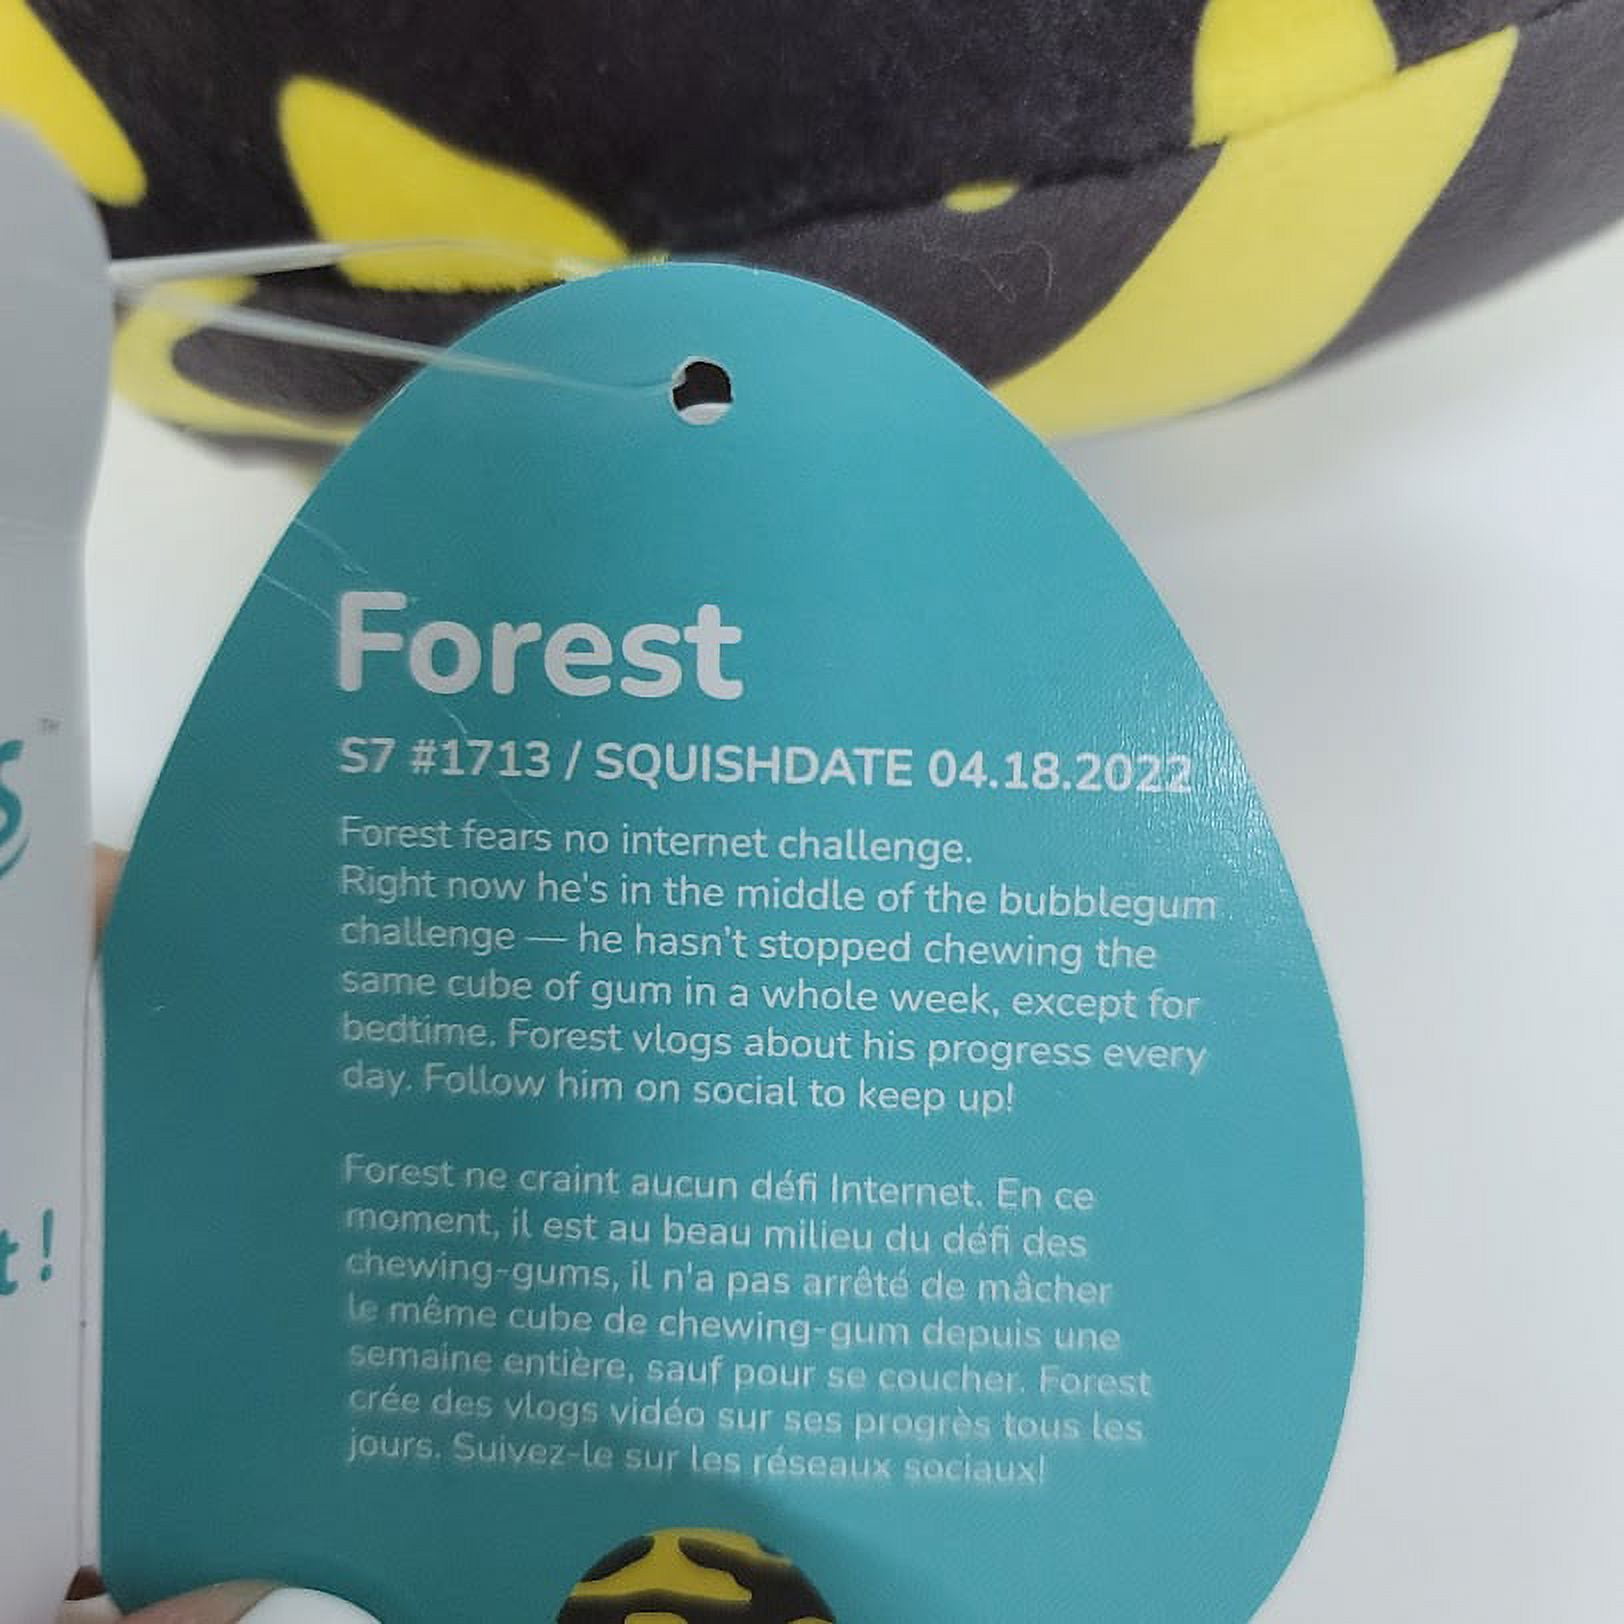 Forest
S7 #1713 / SQUISHDATE 04.18.2022
Forest fears no internet challenge.
Right now he's in the middle of the bubblegum
challenge — he hasn't stopped chewing the
same cube of gum in a whole week, except for
bedtime. Forest vlogs about his progress every
day. Follow him on social to keep up!
Forest ne craint aucun défi Internet. En ce
moment, il est au beau milieu du défi des
chewing-gums, il n'a pas arrêté de mâcher
le même cube de chewing-gum depuis une
semaine entière, sauf pour se coucher. Forest
crée des vlogs vidéo sur ses progrès tous les
jours. Suivez-le sur les réseaux sociaux!